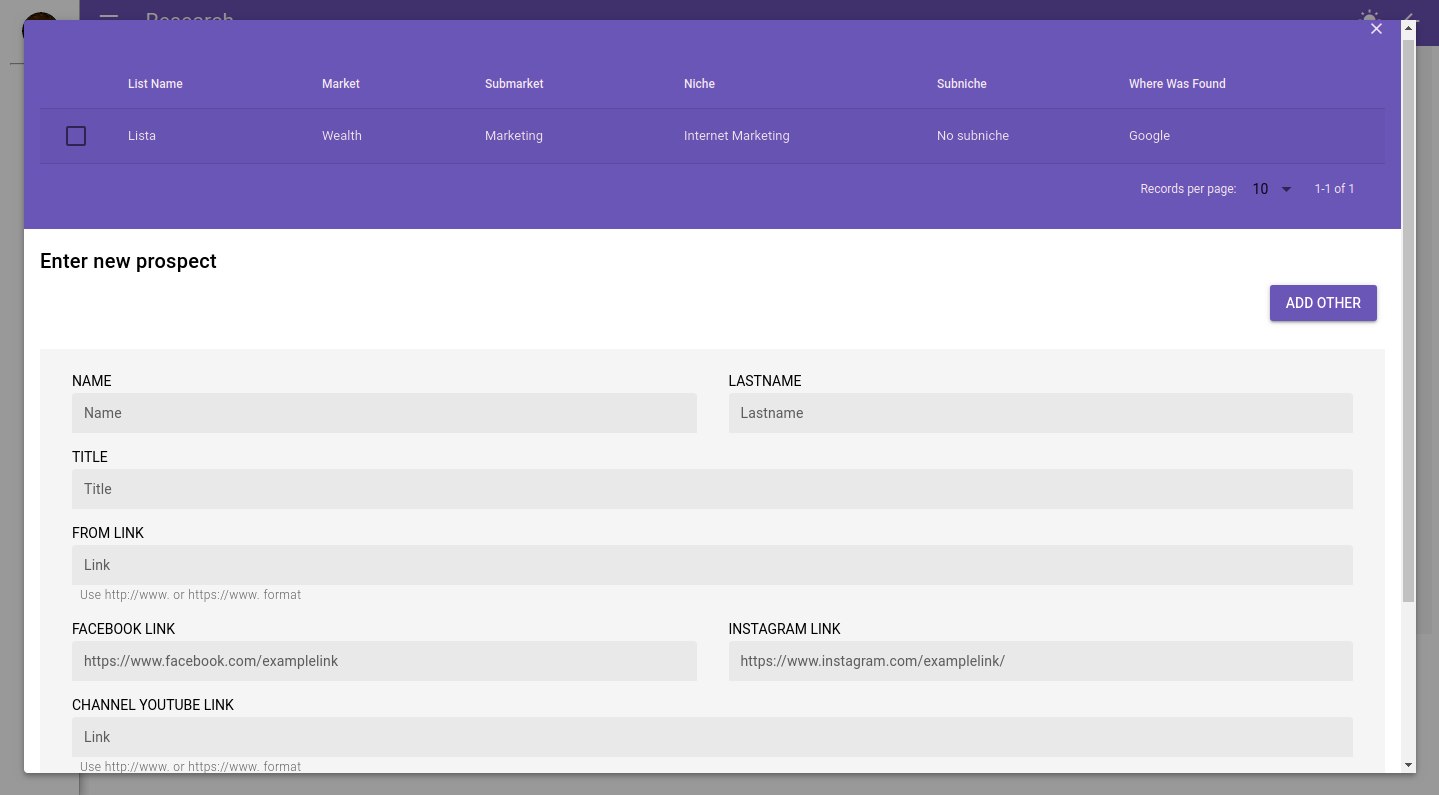 Research
List Name Market Submarket Niche Subniche Where Was Found
Lista Wealth Marketing Internet Marketing No subniche Google
Records per page: 10 1-1 of 1
Enter new prospect
ADD OTHER
NAME LASTNAME
Name Lastname
TITLE
Title
FROM LINK
Link
Use http://www. or https://www. format
FACEBOOK LINK INSTAGRAM LINK
https://www.facebook.com/examplelink https://www.instagram.com/examplelink/
CHANNEL YOUTUBE LINK
Link
Use http://www. or https://www. format